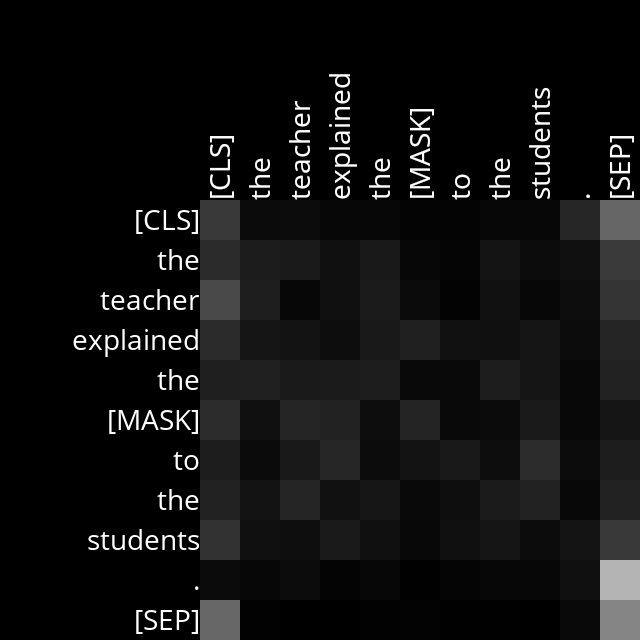 [CLS]
the
teacher
explained
the
[MASK]
to
the
students
.
[SEP]
[CLS]
the
teacher
explained
the
[MASK]
to
the
students
.
[SEP]